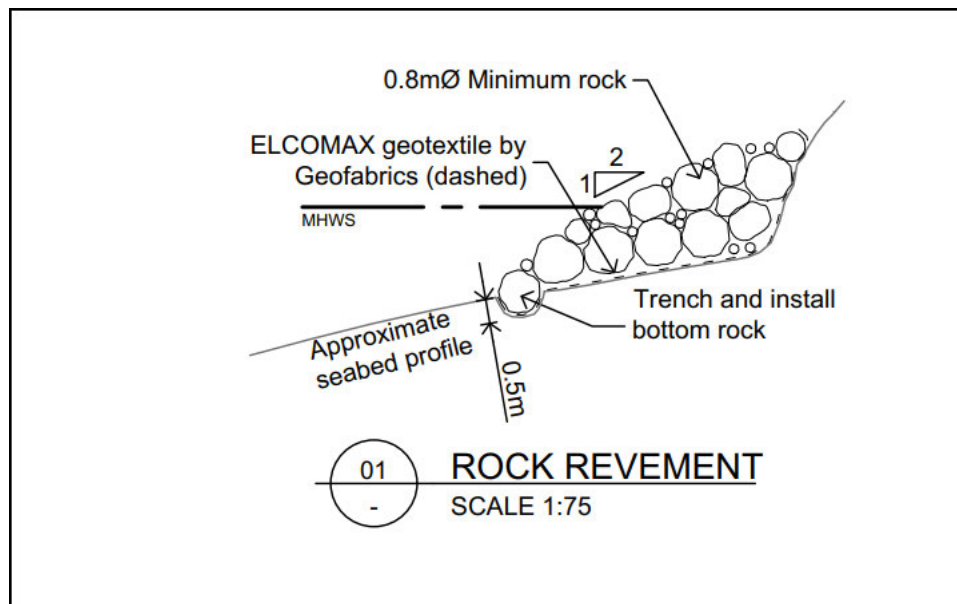 0.8mØ Minimum rock
ELCOMAX geotextile by
Geofabrics (dashed)
2
1
MHWS
Trench and install
bottom rock
Approximate
seabed profile
0.5m
01
ROCK REVEMENT
-
SCALE 1:75